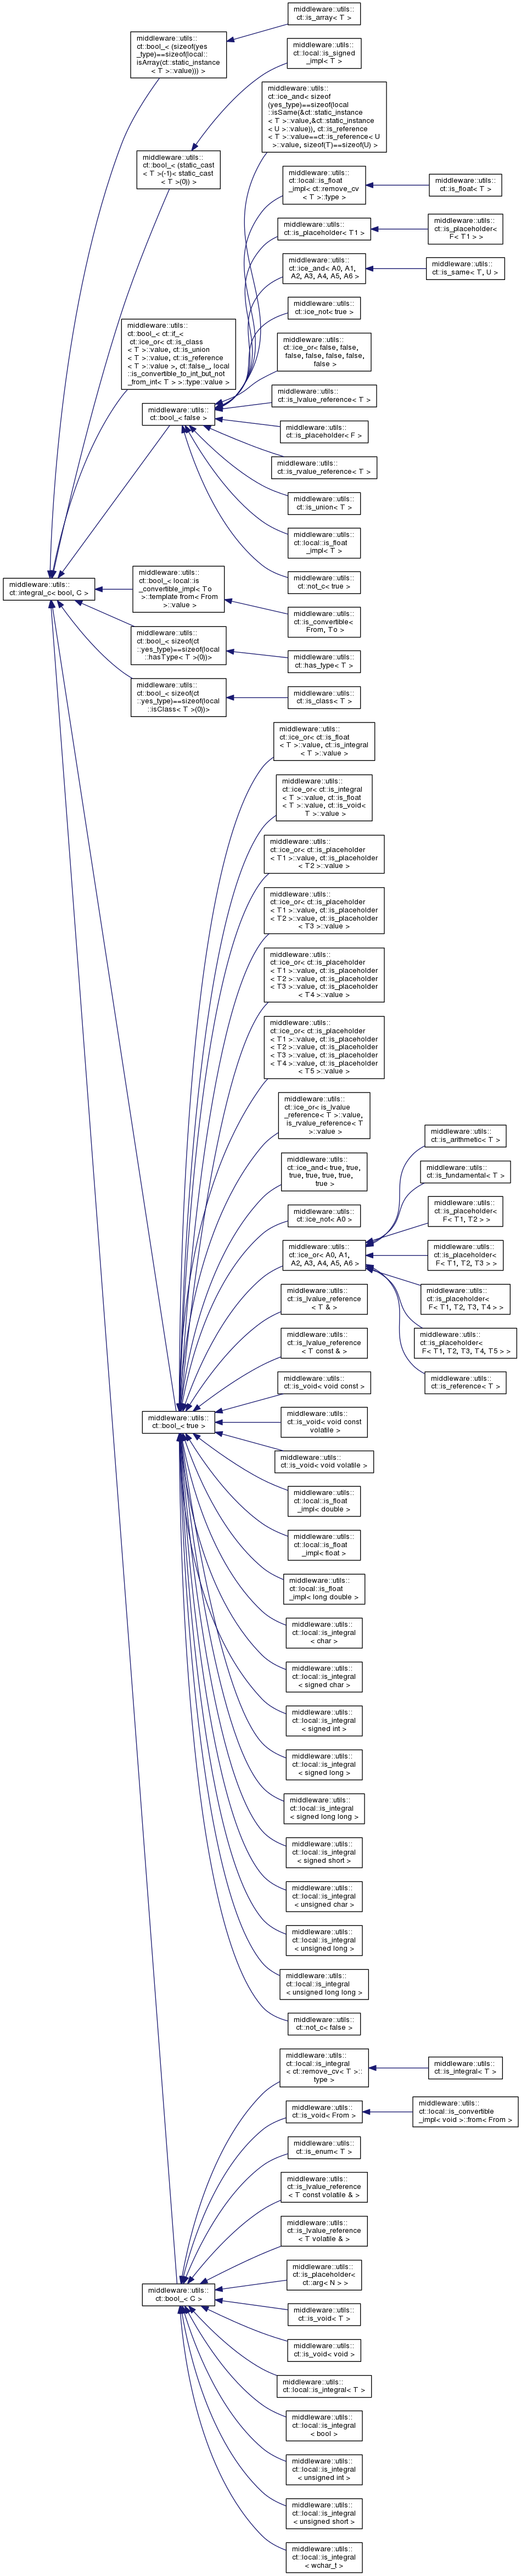 middleware::utils::
ct::is_array< T >
middleware::utils::
ct::bool_< (sizeof(yes
_type)==sizeof(local::
isArray(ct::static_instance
< T >::value))) >
middleware::utils::
ct::local::is_signed
_impl< T >
middleware::utils::
ct::ice_and< sizeof
(yes_type)==sizeof(local
::isSame(&ct::static_instance
< T >::value,&ct::static_instance
< U >::value)), ct::is_reference
< T >::value==ct::is_reference< U
>::value, sizeof(T)==sizeof(U) >
middleware::utils::
ct::bool_< (static_cast
< T >(-1)< static_cast
< T >(0)) >
middleware::utils::
ct::local::is_float
_impl< ct::remove_cv
< T >::type >
middleware::utils::
ct::is_float< T >
middleware::utils::
ct::is_placeholder< T1 >
middleware::utils::
ct::is_placeholder<
F< T1 > >
middleware::utils::
ct::ice_and< A0, A1,
A2, A3, A4, A5, A6 >
middleware::utils::
ct::is_same< T, U >
middleware::utils::
ct::ice_not< true >
middleware::utils::
ct::bool_< ct::if_<
ct::ice_or< ct::is_class
< T >::value, ct::is_union
< T >::value, ct::is_reference
< T >::value >, ct::false_, local
::is_convertible_to_int_but_not
_from_int< T > >::type::value >
middleware::utils::
ct::ice_or< false, false,
false, false, false, false,
false >
middleware::utils::
ct::is_lvalue_reference< T >
middleware::utils::
ct::bool_< false >
middleware::utils::
ct::is_placeholder< F >
middleware::utils::
ct::is_rvalue_reference< T >
middleware::utils::
ct::is_union< T >
middleware::utils::
ct::local::is_float
_impl< T >
middleware::utils::
ct::not_c< true >
middleware::utils::
ct::integral_c< bool, C >
middleware::utils::
ct::bool_< local::is
_convertible_impl< To
>::template from< From
>::value >
middleware::utils::
ct::is_convertible<
From, To >
middleware::utils::
ct::bool_< sizeof(ct
::yes_type)==sizeof(local
::hasType< T >(0))>
middleware::utils::
ct::has_type< T >
middleware::utils::
ct::bool_< sizeof(ct
::yes_type)==sizeof(local
::isClass< T >(0))>
middleware::utils::
ct::is_class< T >
middleware::utils::
ct::ice_or< ct::is_float
< T >::value, ct::is_integral
< T >::value >
middleware::utils::
ct::ice_or< ct::is_integral
< T >::value, ct::is_float
< T >::value, ct::is_void<
T >::value >
middleware::utils::
ct::ice_or< ct::is_placeholder
< T1 >::value, ct::is_placeholder
< T2 >::value >
middleware::utils::
ct::ice_or< ct::is_placeholder
< T1 >::value, ct::is_placeholder
< T2 >::value, ct::is_placeholder
< T3 >::value >
middleware::utils::
ct::ice_or< ct::is_placeholder
< T1 >::value, ct::is_placeholder
< T2 >::value, ct::is_placeholder
< T3 >::value, ct::is_placeholder
< T4 >::value >
middleware::utils::
ct::ice_or< ct::is_placeholder
< T1 >::value, ct::is_placeholder
< T2 >::value, ct::is_placeholder
< T3 >::value, ct::is_placeholder
< T4 >::value, ct::is_placeholder
< T5 >::value >
middleware::utils::
ct::ice_or< is_lvalue
_reference< T >::value,
is_rvalue_reference< T
>::value >
middleware::utils::
ct::ice_and< true, true,
true, true, true, true,
true >
middleware::utils::
ct::ice_not< A0 >
middleware::utils::
ct::ice_or< A0, A1,
A2, A3, A4, A5, A6 >
middleware::utils::
ct::is_arithmetic< T >
middleware::utils::
ct::is_fundamental< T >
middleware::utils::
ct::is_placeholder<
F< T1, T2 > >
middleware::utils::
ct::is_placeholder<
F< T1, T2, T3 > >
middleware::utils::
ct::is_placeholder<
F< T1, T2, T3, T4 > >
middleware::utils::
ct::is_placeholder<
F< T1, T2, T3, T4, T5 > >
middleware::utils::
ct::is_reference< T >
middleware::utils::
ct::is_lvalue_reference
< T & >
middleware::utils::
ct::is_lvalue_reference
< T const & >
middleware::utils::
ct::is_void< void const >
middleware::utils::
ct::bool_< true >
middleware::utils::
ct::is_void< void const
volatile >
middleware::utils::
ct::is_void< void volatile >
middleware::utils::
ct::local::is_float
_impl< double >
middleware::utils::
ct::local::is_float
_impl< float >
middleware::utils::
ct::local::is_float
_impl< long double >
middleware::utils::
ct::local::is_integral
< char >
middleware::utils::
ct::local::is_integral
< signed char >
middleware::utils::
ct::local::is_integral
< signed int >
middleware::utils::
ct::local::is_integral
< signed long >
middleware::utils::
ct::local::is_integral
< signed long long >
middleware::utils::
ct::local::is_integral
< signed short >
middleware::utils::
ct::local::is_integral
< unsigned char >
middleware::utils::
ct::local::is_integral
< unsigned long >
middleware::utils::
ct::local::is_integral
< unsigned long long >
middleware::utils::
ct::not_c< false >
middleware::utils::
ct::local::is_integral
< ct::remove_cv< T >::
type >
middleware::utils::
ct::is_integral< T >
middleware::utils::
ct::is_void< From >
middleware::utils::
ct::local::is_convertible
_impl< void >::from< From >
middleware::utils::
ct::is_enum< T >
middleware::utils::
ct::is_lvalue_reference
< T const volatile & >
middleware::utils::
ct::is_lvalue_reference
< T volatile & >
middleware::utils::
ct::is_placeholder<
ct::arg< N > >
middleware::utils::
ct::bool_< C >
middleware::utils::
ct::is_void< T >
middleware::utils::
ct::is_void< void >
middleware::utils::
ct::local::is_integral< T >
middleware::utils::
ct::local::is_integral
< bool >
middleware::utils::
ct::local::is_integral
< unsigned int >
middleware::utils::
ct::local::is_integral
< unsigned short >
middleware::utils::
ct::local::is_integral
< wchar_t >